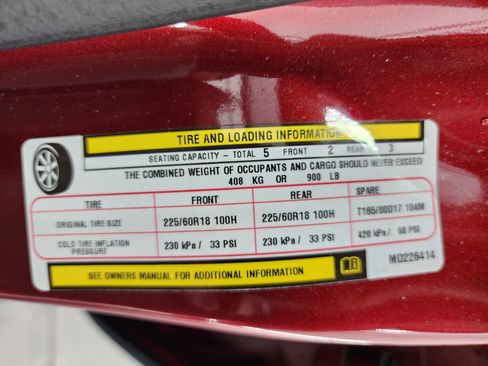 TIRE AND LOADING INFORMATION
SEATING CAPACITY - TOTAL 5 FRONT 2 REAR 3
THE COMBINED WEIGHT OF OCCUPANTS AND CARGO SHOULD NEVER EXCEED
408 KG OR 900 LB
TIRE FRONT REAR SPARE
ORIGINAL TIRE SIZE 225/60R18 100H 225/60R18 100H T165/80D17 104M
COLD TIRE INFLATION PRESSURE 230 kPa / 33 PSI 230 kPa / 33 PSI 420 kPa / 60 PSI
SEE OWNERS MANUAL FOR ADDITIONAL INFORMATION
MD226414